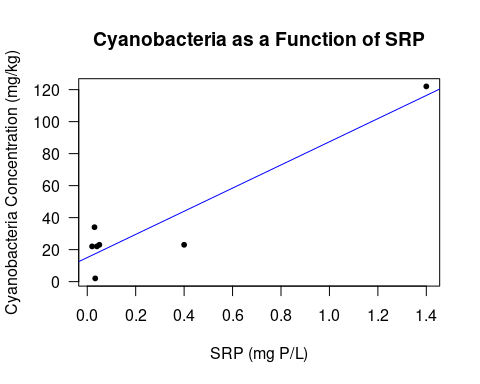 Cyanobacteria as a Function of SRP
Cyanobacteria Concentration (mg/kg)
120
100
80
60
40
20
0
0.0 0.2 0.4 0.6 0.8 1.0 1.2 1.4
SRP (mg P/L)